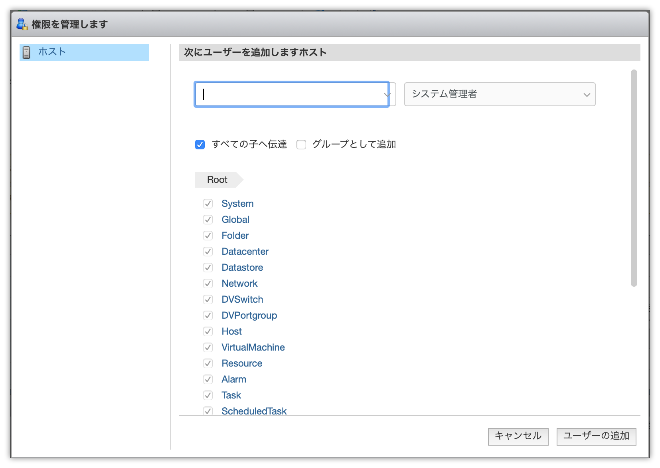 権限を管理します
ホスト
次にユーザーを追加しますホスト
システム管理者
すべての子へ伝達
グループとして追加
Root
System
Global
Folder
Datacenter
Datastore
Network
DVSwitch
DVPortgroup
Host
VirtualMachine
Resource
Alarm
Task
ScheduledTask
キャンセル
ユーザーの追加